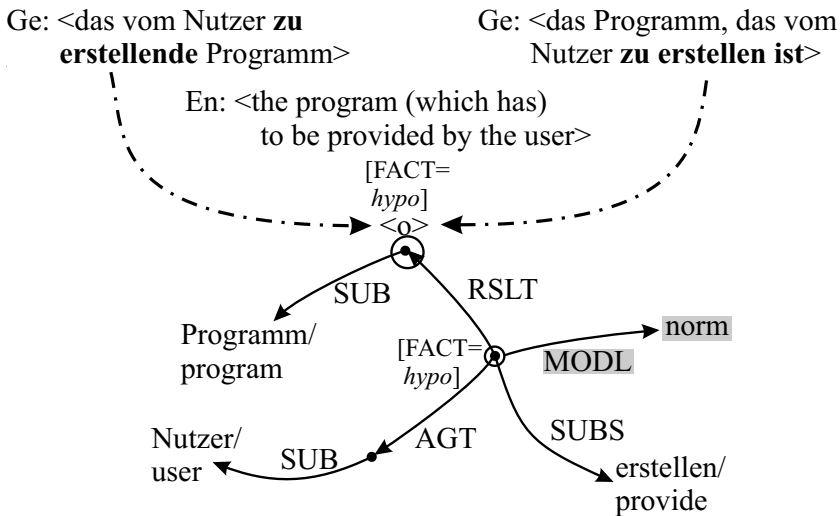 Ge: <das vom Nutzer zu
erstellende Programm>
Ge: <das Programm, das vom
Nutzer zu erstellen ist>
En: <the program (which has)
to be provided by the user>
[FACT=
hypo]
<o>
SUB
RSLT
Programm/
program
[FACT=
hypo]
norm
MODL
Nutzer/
user
SUB
AGT
SUBS
erstellen/
provide